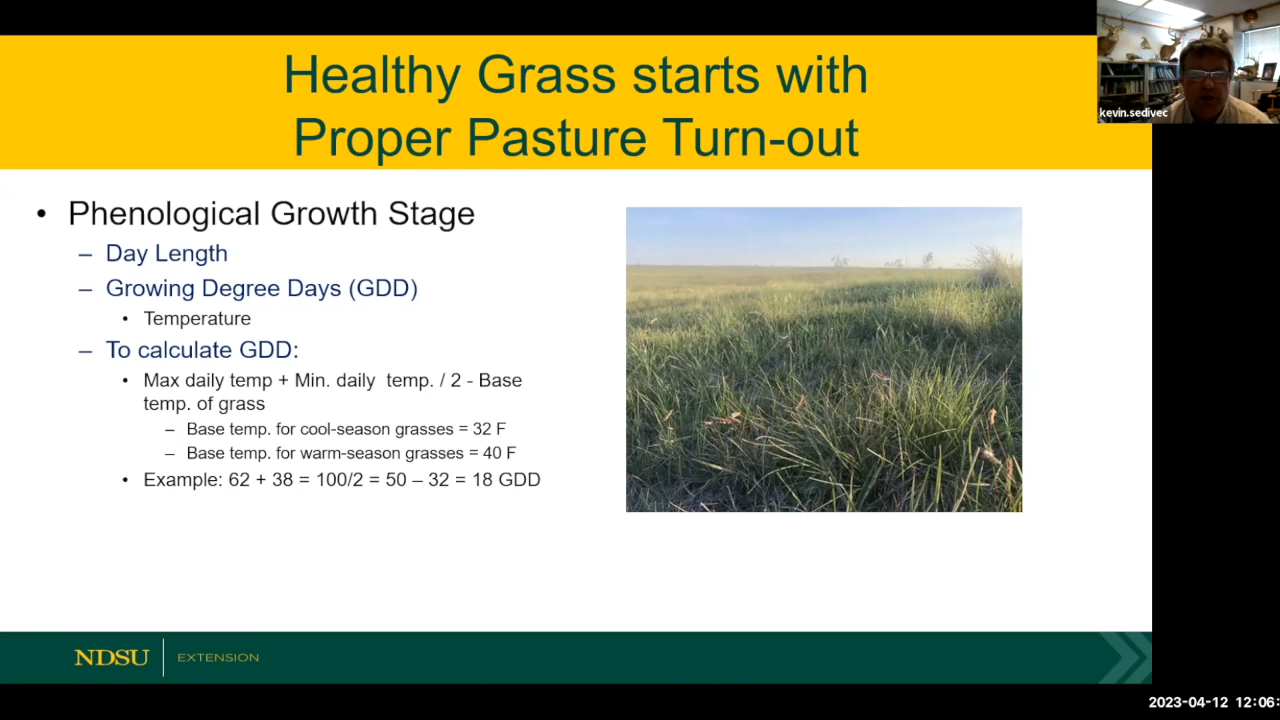 Healthy Grass starts with
Proper Pasture Turn-out
kevin.sedivec
• Phenological Growth Stage
– Day Length
– Growing Degree Days (GDD)
• Temperature
– To calculate GDD:
• Max daily temp + Min. daily temp. / 2 - Base
temp. of grass
– Base temp. for cool-season grasses = 32 F
– Base temp. for warm-season grasses = 40 F
• Example: 62 + 38 = 100/2 = 50 – 32 = 18 GDD
NDSU EXTENSION
2023-04-12 12:06: